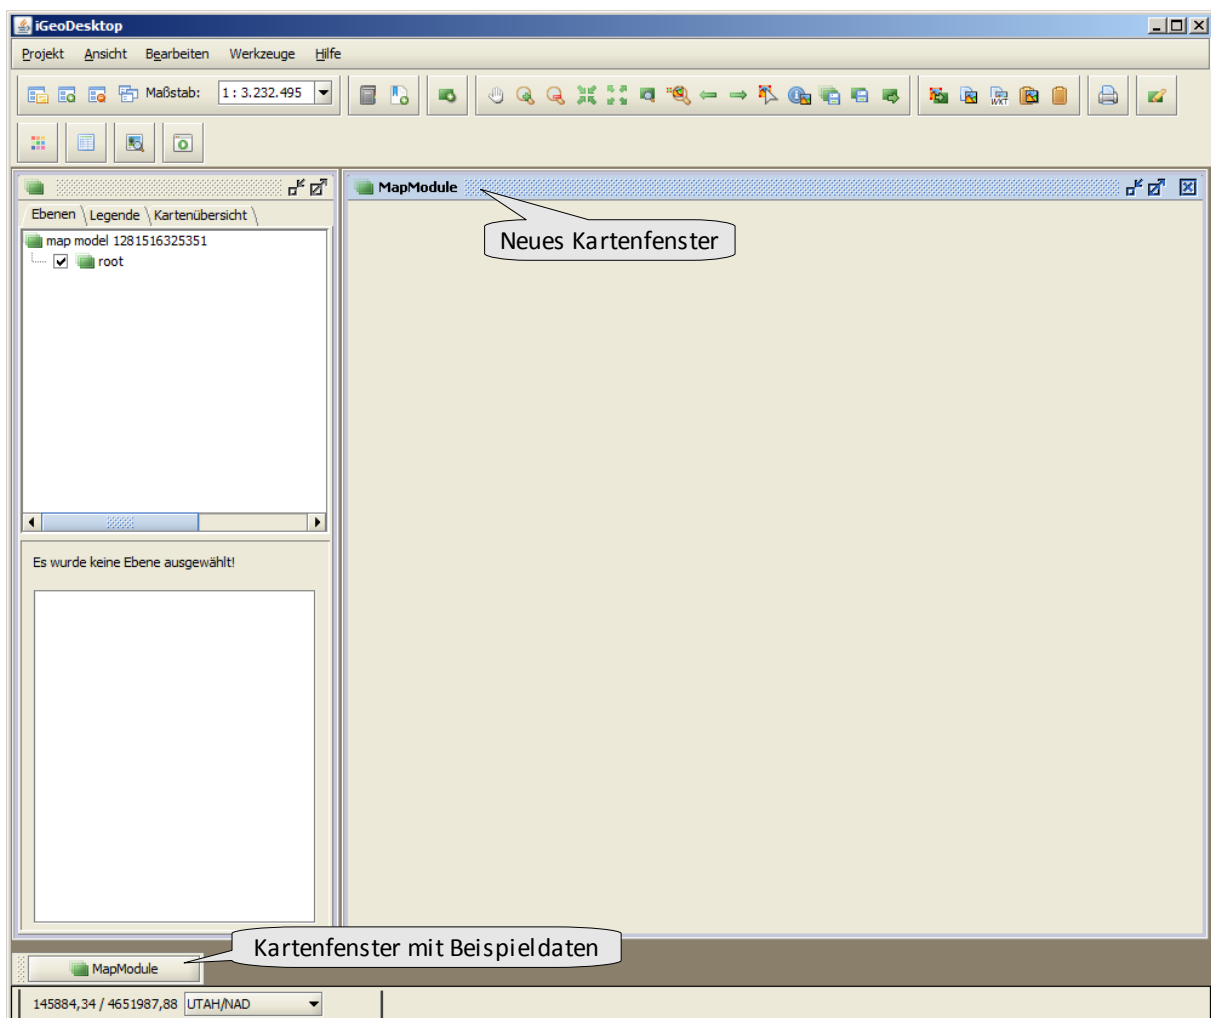 iGeoDesktop
Projekt Ansicht Bearbeiten Werkzeuge Hilfe
Maßstab: 1 : 3.232.495
WXT
MapModule
Neues Kartenfenster
Ebenen Legende Kartenübersicht
map model 1281516325351
root
Es wurde keine Ebene ausgewählt!
Kartenfenster mit Beispieldaten
MapModule
145884,34 / 4651987,88 UTAH/NAD